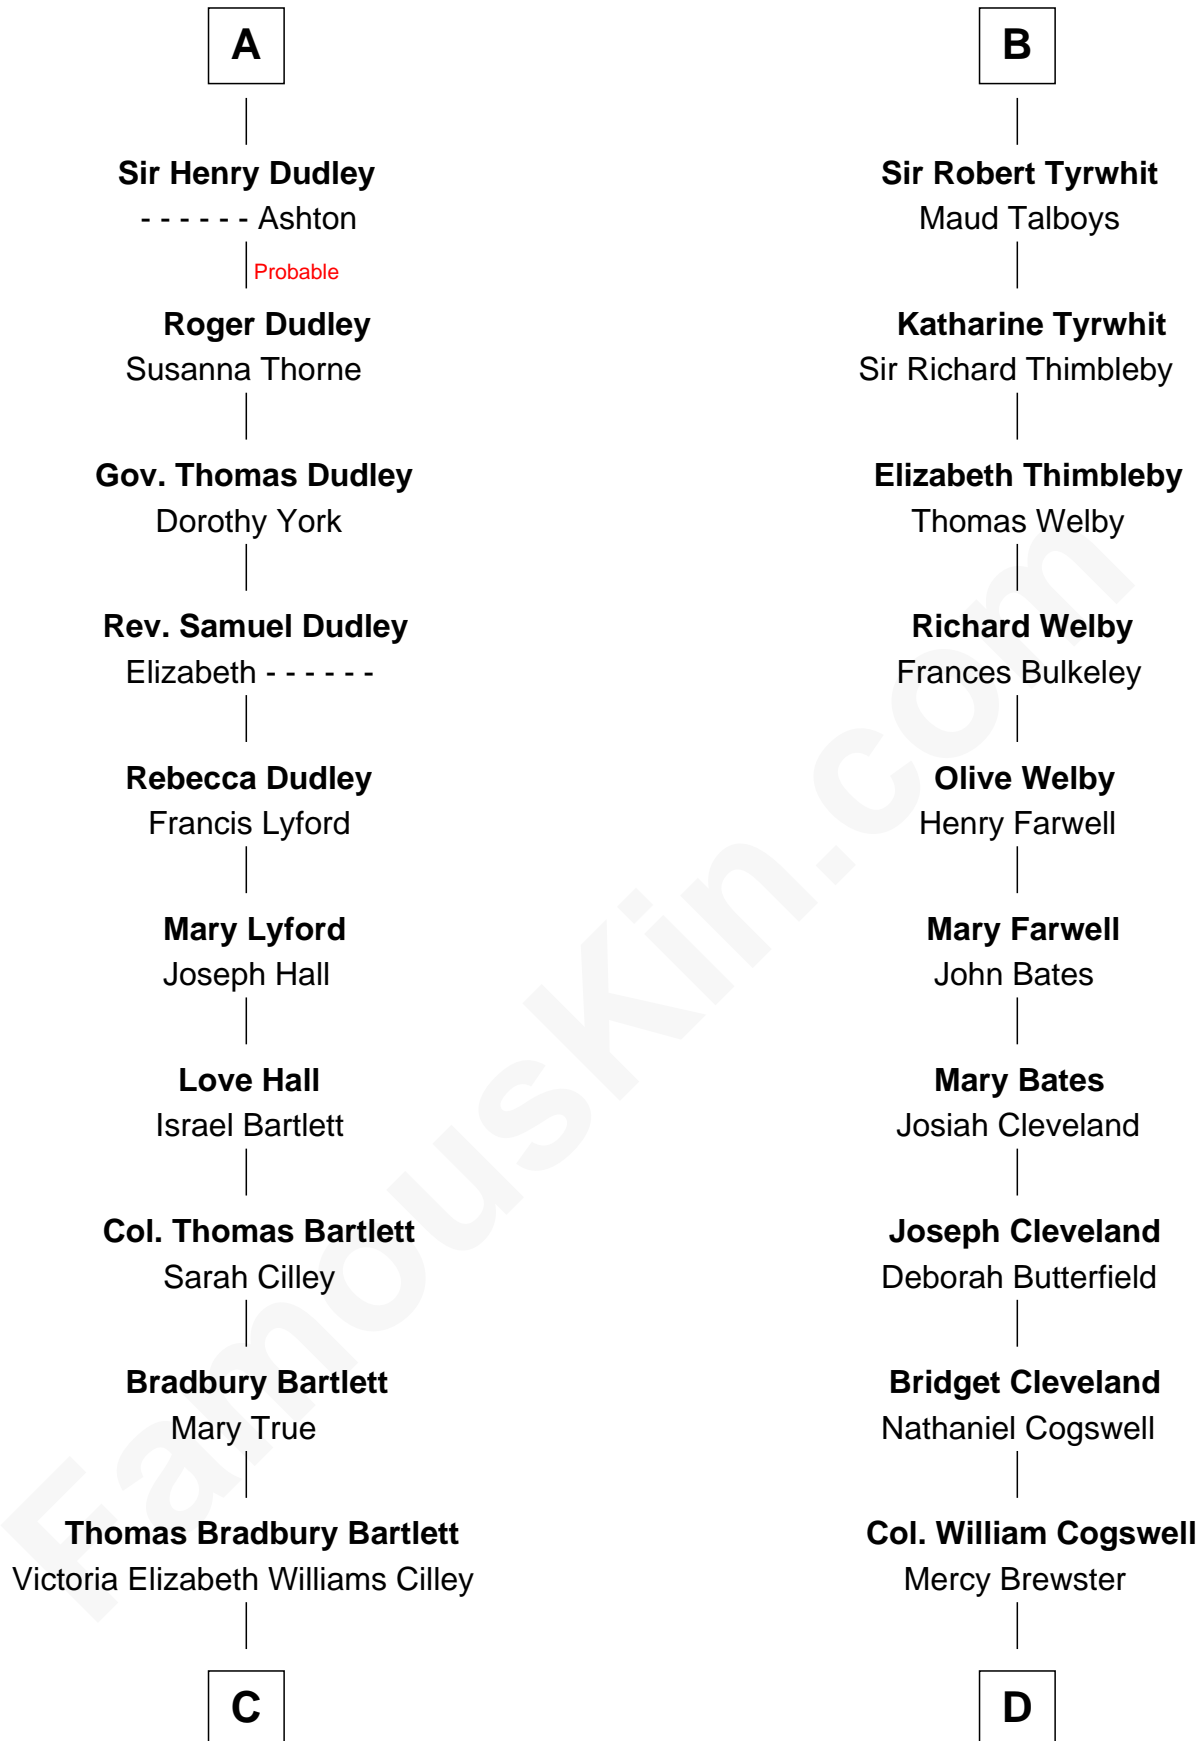 A
Sir Henry Dudley
- - - - - - Ashton
Probable
Roger Dudley
Susanna Thorne
Gov. Thomas Dudley
Dorothy York
Rev. Samuel Dudley
Elizabeth - - - - - -
Rebecca Dudley
Francis Lyford
Mary Lyford
Joseph Hall
Love Hall
Israel Bartlett
Col. Thomas Bartlett
Sarah Cilley
Bradbury Bartlett
Mary True
Thomas Bradbury Bartlett
Victoria Elizabeth Williams Cilley
C
B
Sir Robert Tyrwhit
Maud Talboys
Katharine Tyrwhit
Sir Richard Thimbleby
Elizabeth Thimbleby
Thomas Welby
Richard Welby
Frances Bulkeley
Olive Welby
Henry Farwell
Mary Farwell
John Bates
Mary Bates
Josiah Cleveland
Joseph Cleveland
Deborah Butterfield
Bridget Cleveland
Nathaniel Cogswell
Col. William Cogswell
Mercy Brewster
D
FamousKin.com